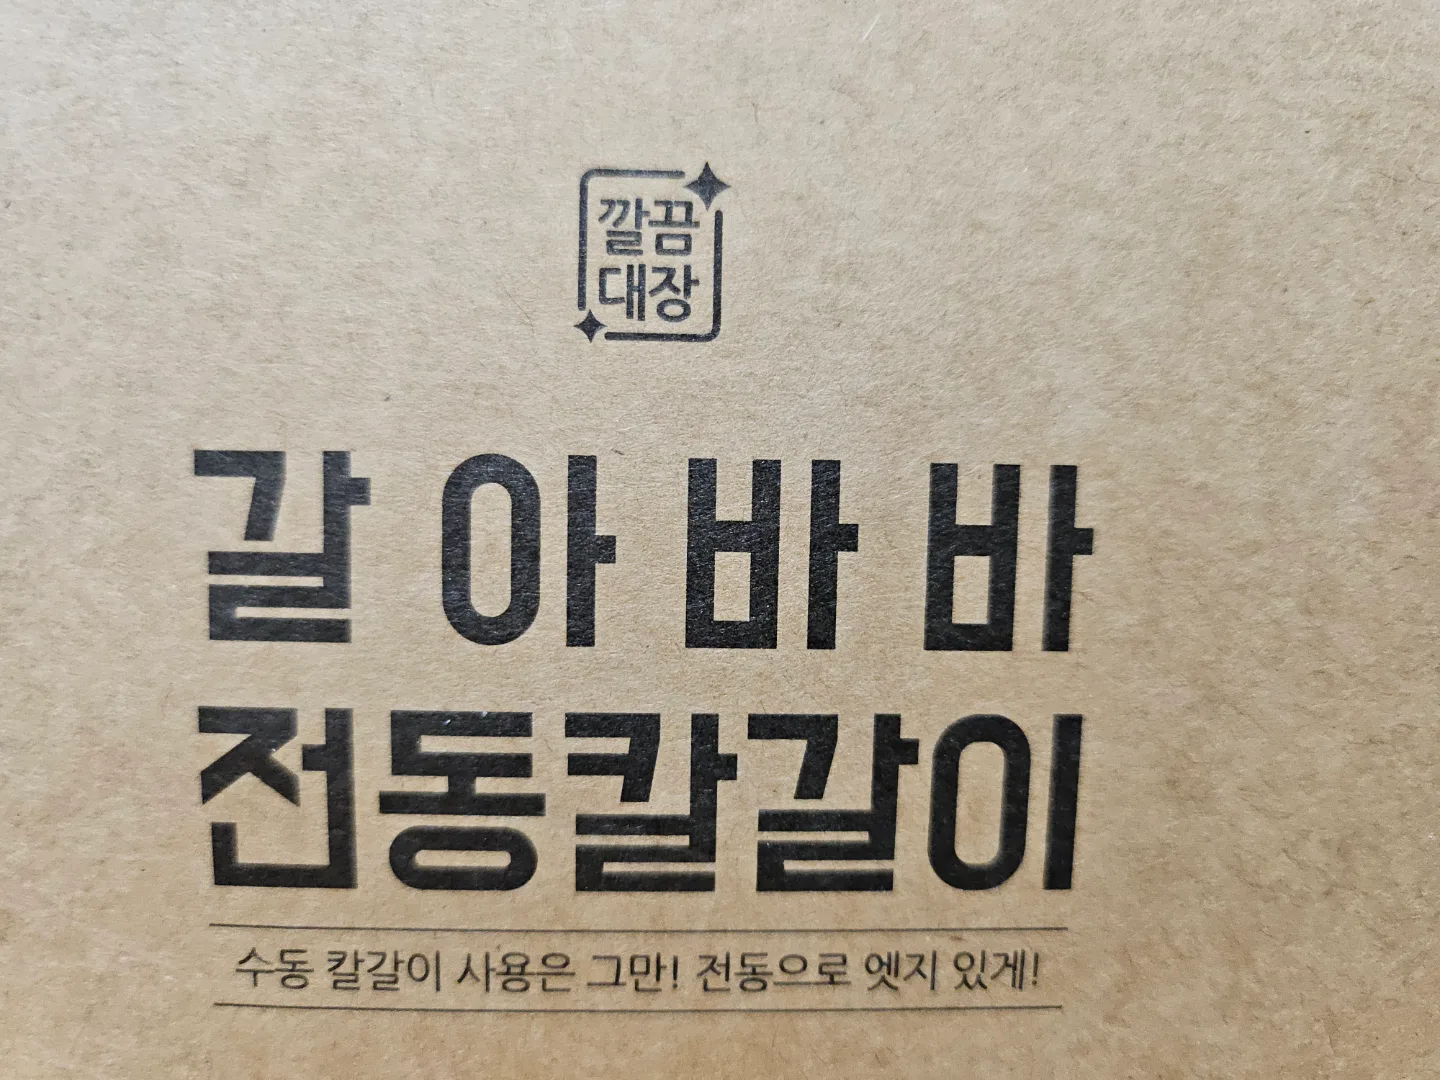 깔끔
대장
갈아바바
전동칼갈이
수동 칼갈이 사용은 그만! 전동으로 엣지 있게!